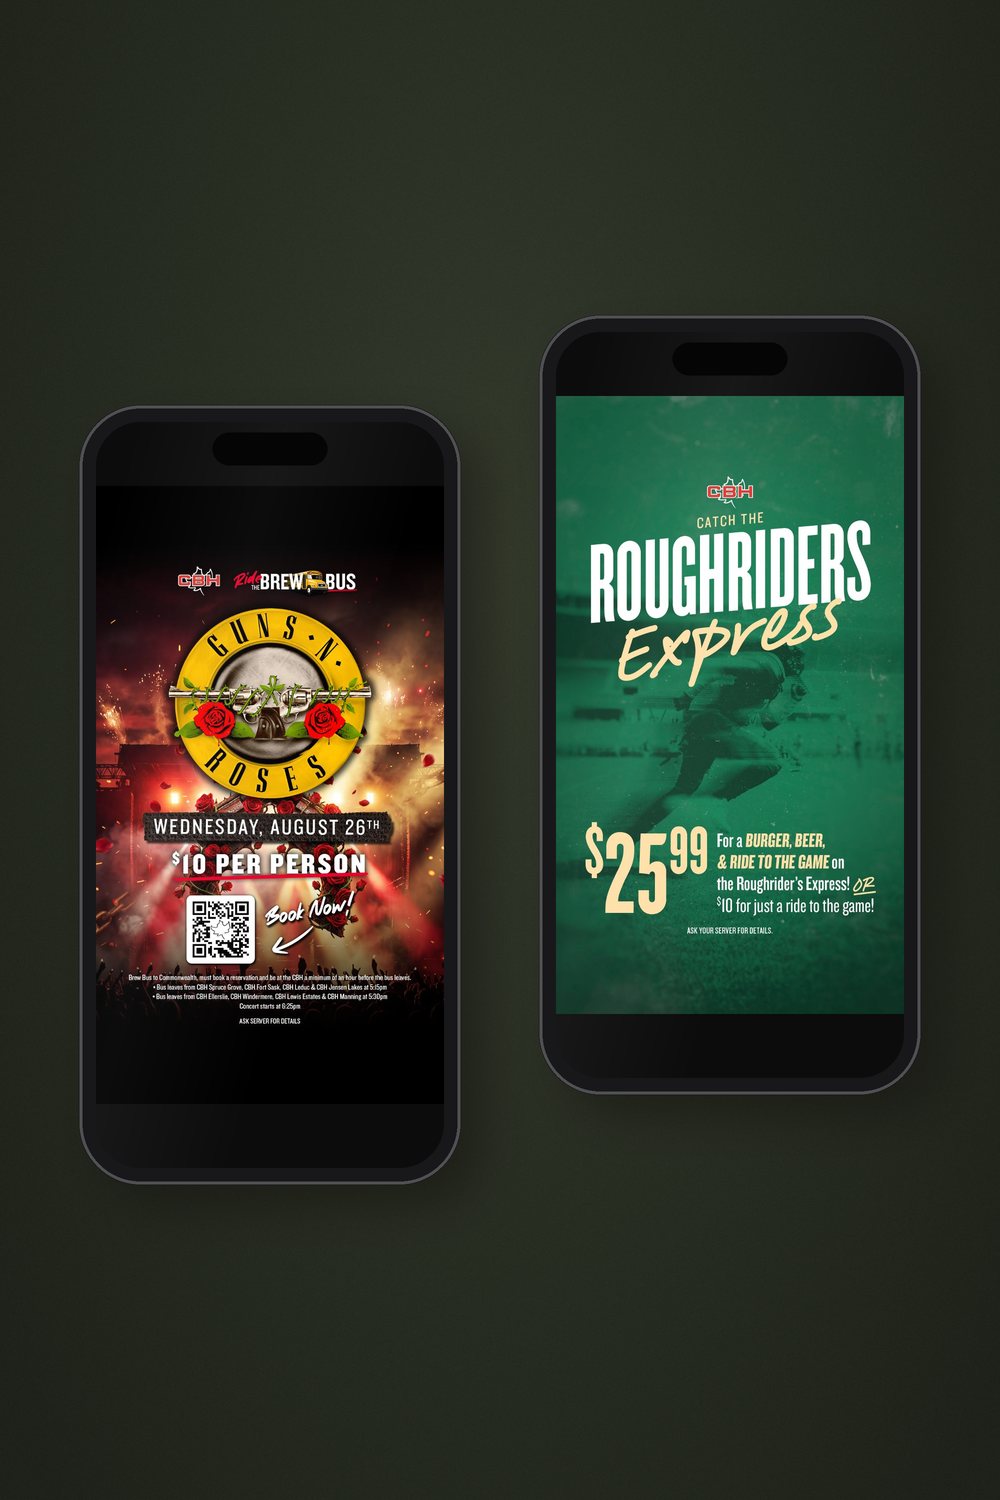 CBH Ride THE BREW BUS
GUNS N' ROSES
WEDNESDAY, AUGUST 26TH
$10 PER PERSON
Book Now!
Brew Bus to Commonwealth, must book a reservation and be at the CBH a minimum of an hour before the bus leaves.
• Bus leaves from CBH Spruce Grove, CBH Fort Sask, CBH Leduc & CBH Jensen Lakes at 5:15pm
• Bus leaves from CBH Ellerslie, CBH Windermere, CBH Lewis Estates & CBH Manning at 5:30pm
Concert starts at 6:25pm
ASK SERVER FOR DETAILS
CBH
CATCH THE
ROUGHRIDERS
Express
$25.99
For a BURGER, BEER,
& RIDE TO THE GAME on
the Roughrider's Express! OR
$10 for just a ride to the game!
ASK YOUR SERVER FOR DETAILS.